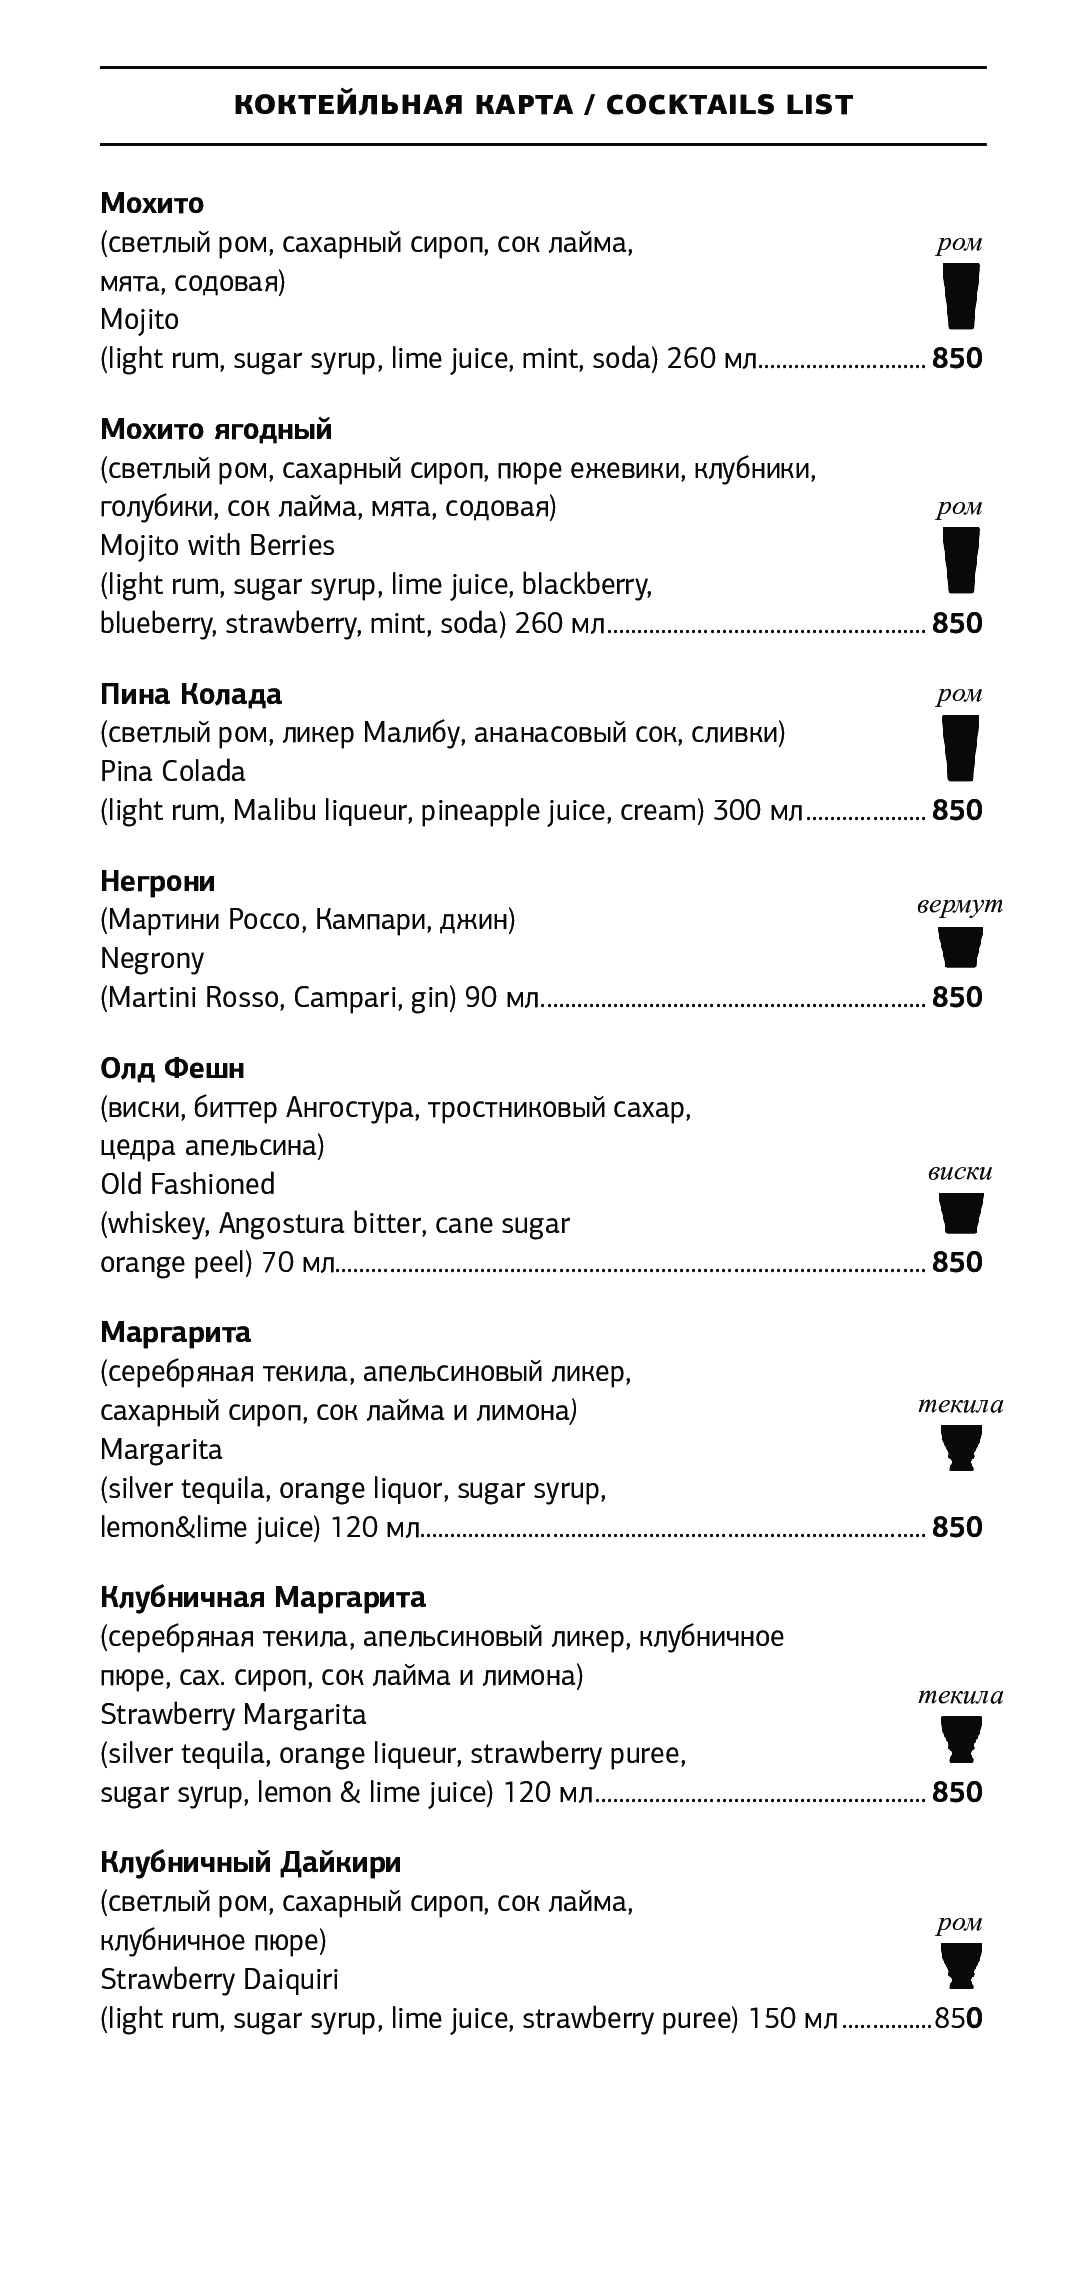 КОКТЕЙЛЬНАЯ КАРТА / COCKTAILS LIST
Мохито
(светлый ром, сахарный сироп, сок лайма,
ром
мята, содовая)
Mojito
(light rum, sugar syrup, lime juice, mint, soda) 260 мл............................ 850
Мохито ягодный
(светлый ром, сахарный сироп, пюре ежевики, клубники,
голубики, сок лайма, мята, содовая)
ром
Mojito with Berries
(light rum, sugar syrup, lime juice, blackberry,
blueberry, strawberry, mint, soda) 260 мл..................................................... 850
Пина Колада
ром
(светлый ром, ликер Малибу, ананасовый сок, сливки)
Pina Colada
(light rum, Malibu liqueur, pineapple juice, cream) 300 мл.................... 850
Негрони
вермут
(Мартини Россо, Кампари, джин)
Negrony
(Martini Rosso, Campari, gin) 90 мл................................................................ 850
Олд Фешн
(виски, биттер Ангостура, тростниковый сахар,
цедра апельсина)
виски
Old Fashioned
(whiskey, Angostura bitter, cane sugar
orange peel) 70 мл.................................................................................................. 850
Маргарита
(серебряная текила, апельсиновый ликер,
сахарный сироп, сок лайма и лимона)
текила
Margarita
(silver tequila, orange liquor, sugar syrup,
lemon&lime juice) 120 мл.................................................................................... 850
Клубничная Маргарита
(серебряная текила, апельсиновый ликер, клубничное
пюре, сах. сироп, сок лайма и лимона)
текила
Strawberry Margarita
(silver tequila, orange liqueur, strawberry puree,
sugar syrup, lemon & lime juice) 120 мл....................................................... 850
Клубничный Дайкири
(светлый ром, сахарный сироп, сок лайма,
ром
клубничное пюре)
Strawberry Daiquiri
(light rum, sugar syrup, lime juice, strawberry puree) 150 мл...............850